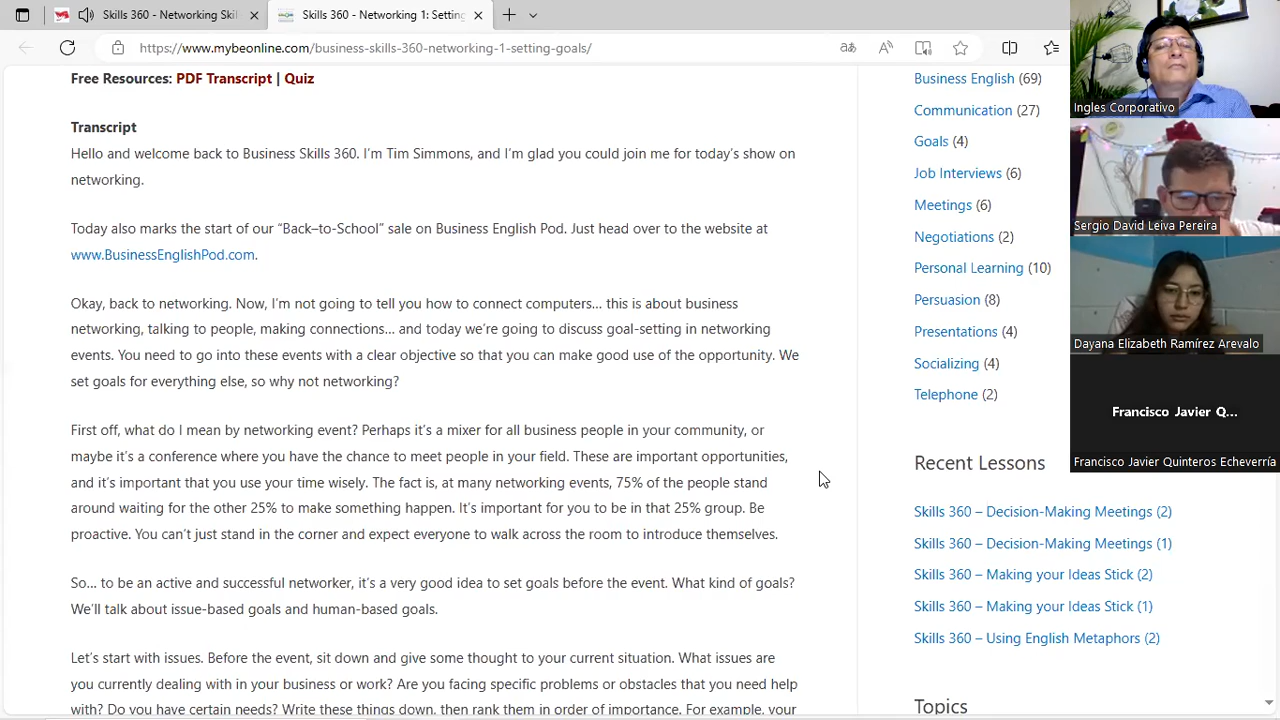 Skills 360 - Networking Skil
Skills 360 - Networking 1: Setting
https://www.mybeonline.com/business-skills-360-networking-1-setting-goals/
Free Resources: PDF Transcript | Quiz
Transcript
Hello and welcome back to Business Skills 360. I'm Tim Simmons, and I'm glad you could join me for today's show on
networking.
Today also marks the start of our “Back–to-School” sale on Business English Pod. Just head over to the website at
www.BusinessEnglishPod.com.
Okay, back to networking. Now, I'm not going to tell you how to connect computers… this is about business
networking, talking to people, making connections… and today we're going to discuss goal-setting in networking
events. You need to go into these events with a clear objective so that you can make good use of the opportunity. We
set goals for everything else, so why not networking?
First off, what do I mean by networking event? Perhaps it's a mixer for all business people in your community, or
maybe it's a conference where you have the chance to meet people in your field. These are important opportunities,
and it's important that you use your time wisely. The fact is, at many networking events, 75% of the people stand
around waiting for the other 25% to make something happen. It's important for you to be in that 25% group. Be
proactive. You can't just stand in the corner and expect everyone to walk across the room to introduce themselves.
So… to be an active and successful networker, it's a very good idea to set goals before the event. What kind of goals?
We'll talk about issue-based goals and human-based goals.
Let's start with issues. Before the event, sit down and give some thought to your current situation. What issues are
you currently dealing with in your business or work? Are you facing specific problems or obstacles that you need help
with? Do you have certain needs? Write these things down, then rank them in order of importance. For example, your
Business English (69)
Communication (27)
Goals (4)
Job Interviews (6)
Meetings (6)
Negotiations (2)
Personal Learning (10)
Persuasion (8)
Presentations (4)
Socializing (4)
Telephone (2)
Recent Lessons
Skills 360 – Decision-Making Meetings (2)
Skills 360 – Decision-Making Meetings (1)
Skills 360 – Making your Ideas Stick (2)
Skills 360 – Making your Ideas Stick (1)
Skills 360 – Using English Metaphors (2)
Topics
Ingles Corporativo
Sergio David Leiva Pereira
Dayana Elizabeth Ramírez Arevalo
Francisco Javier Q...
Francisco Javier Quinteros Echeverría